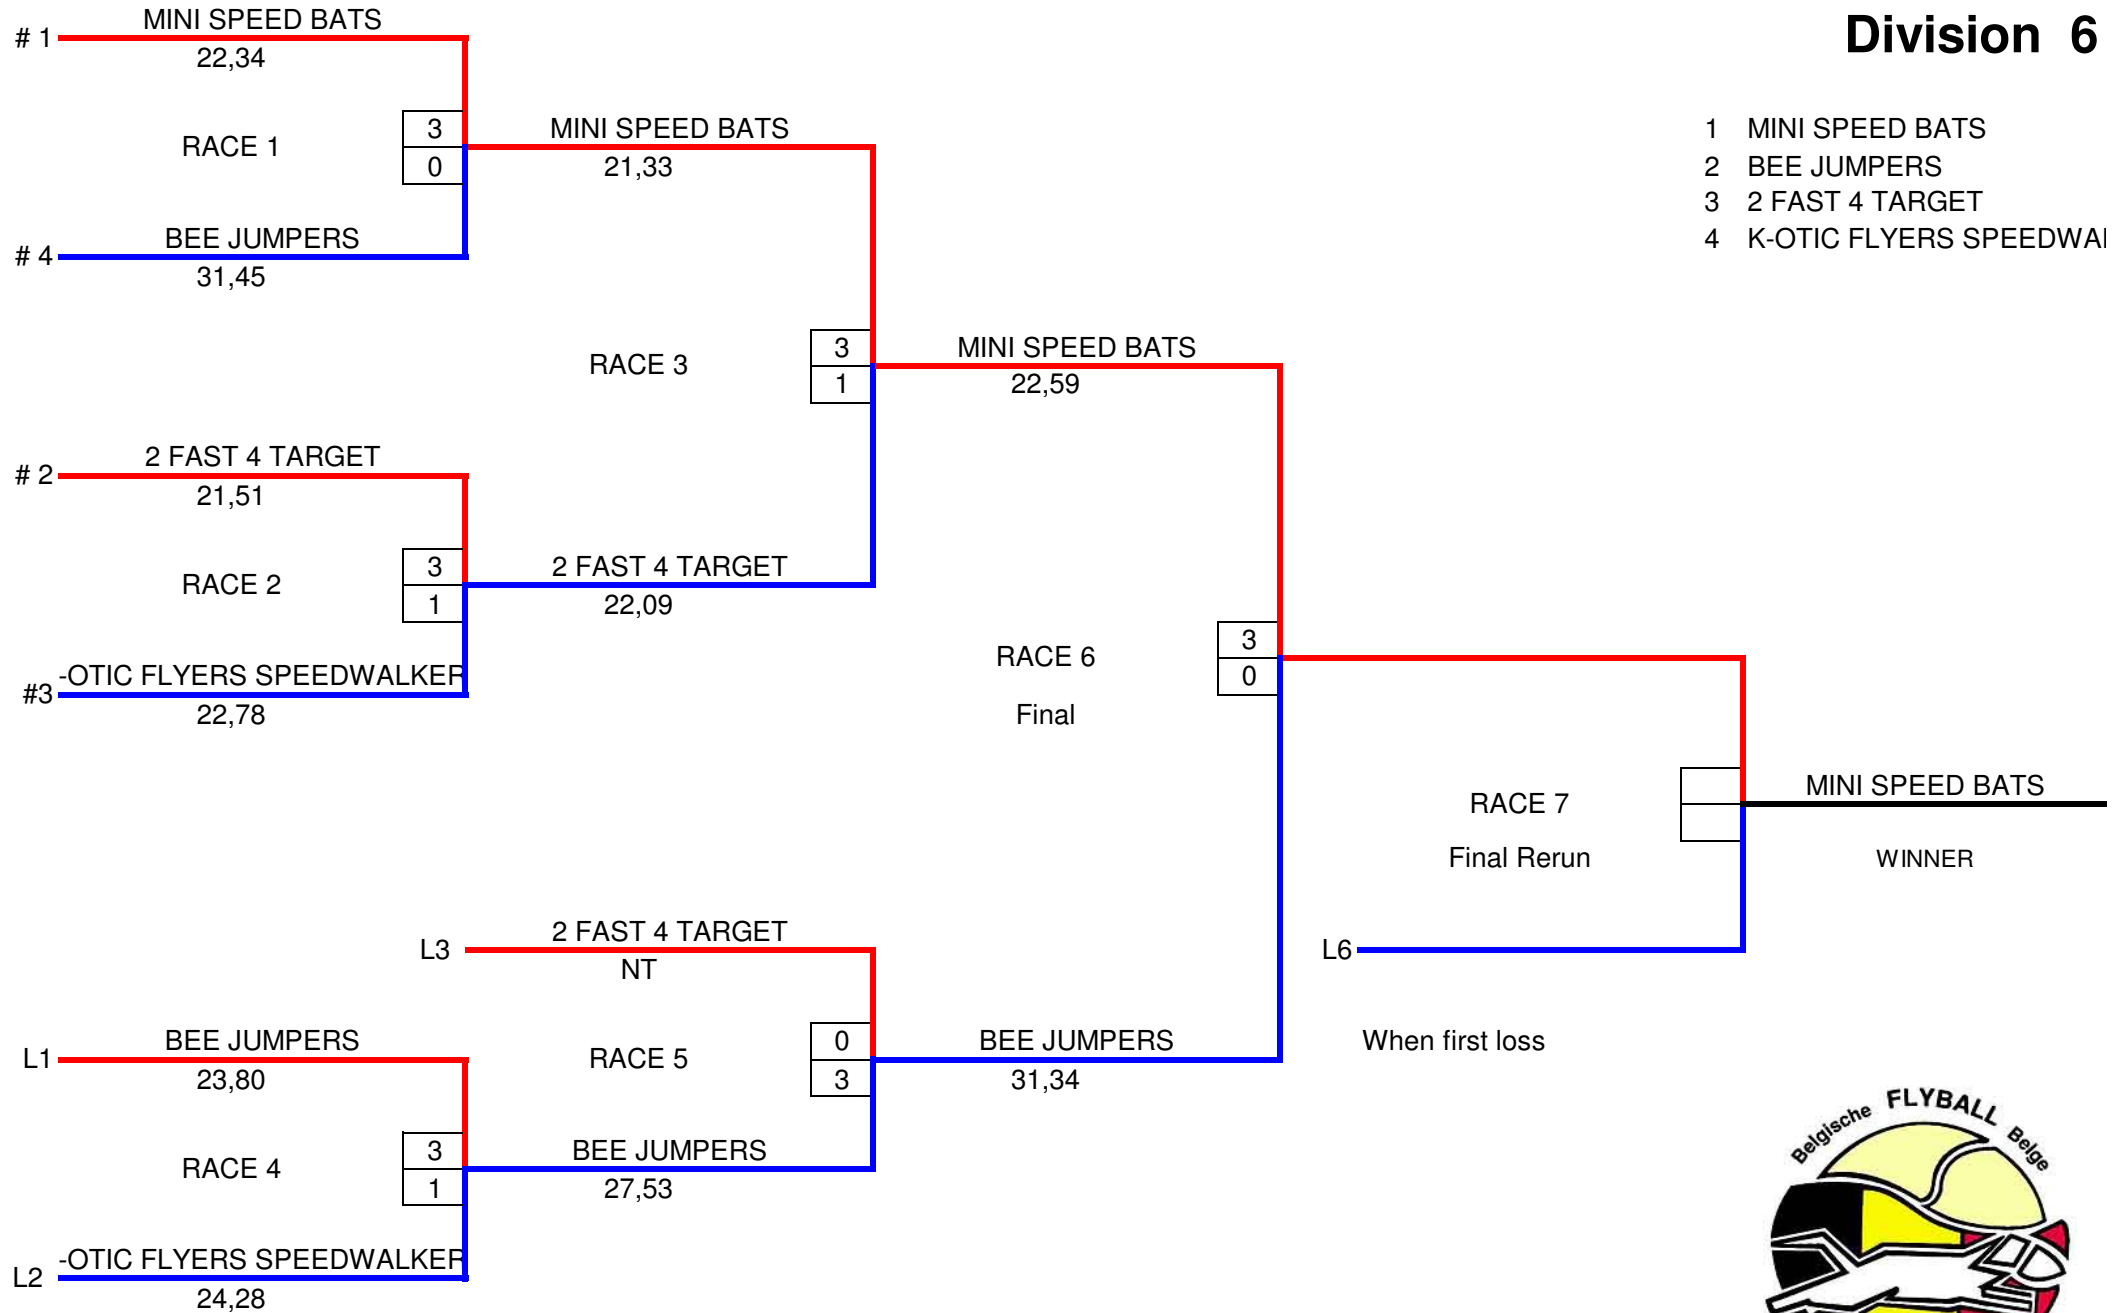 Division 6
MINI SPEED BATS
# 1
22,34
RACE 1
3
0
BEE JUMPERS
# 4
31,45
MINI SPEED BATS
21,33
1 MINI SPEED BATS
2 BEE JUMPERS
3 2 FAST 4 TARGET
4 K-OTIC FLYERS SPEEDWAL
RACE 3
3
1
MINI SPEED BATS
22,59
2 FAST 4 TARGET
# 2
21,51
RACE 2
3
1
-OTIC FLYERS SPEEDWALKER
#3
22,78
2 FAST 4 TARGET
22,09
RACE 6
3
0
Final
RACE 7
Final Rerun
MINI SPEED BATS
WINNER
L3
2 FAST 4 TARGET
NT
L6
When first loss
RACE 5
0
3
BEE JUMPERS
31,34
L1
BEE JUMPERS
23,80
RACE 4
3
1
BEE JUMPERS
27,53
-OTIC FLYERS SPEEDWALKER
L2
24,28
Belgische FLYBALL Belge